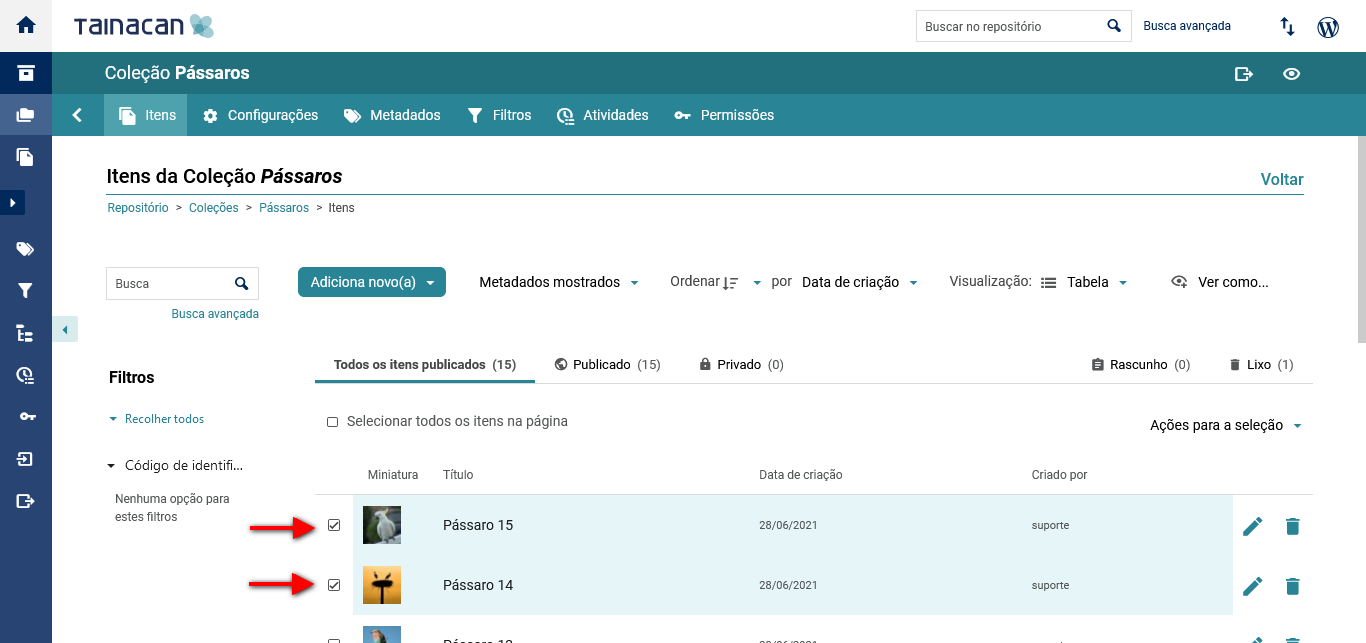 TAINACAN
Buscar no repositório
Busca avançada
Coleção Pássaros
Itens
Configurações
Metadados
Filtros
Atividades
Permissões
Itens da Coleção Pássaros
Voltar
Repositório > Coleções > Pássaros > Itens
Busca
Adiciona novo(a)
Metadados mostrados
Ordenar
por
Data de criação
Visualização:
Tabela
Ver como...
Busca avançada
Todos os itens publicados (15)
Publicado (15)
Privado (0)
Rascunho (0)
Lixo (1)
Filtros
Recolher todos
Código de identifi...
Nenhuma opção para
estes filtros
Selecionar todos os itens na página
Ações para a seleção
Miniatura
Título
Data de criação
Criado por
Pássaro 15
28/06/2021
suporte
Pássaro 14
28/06/2021
suporte